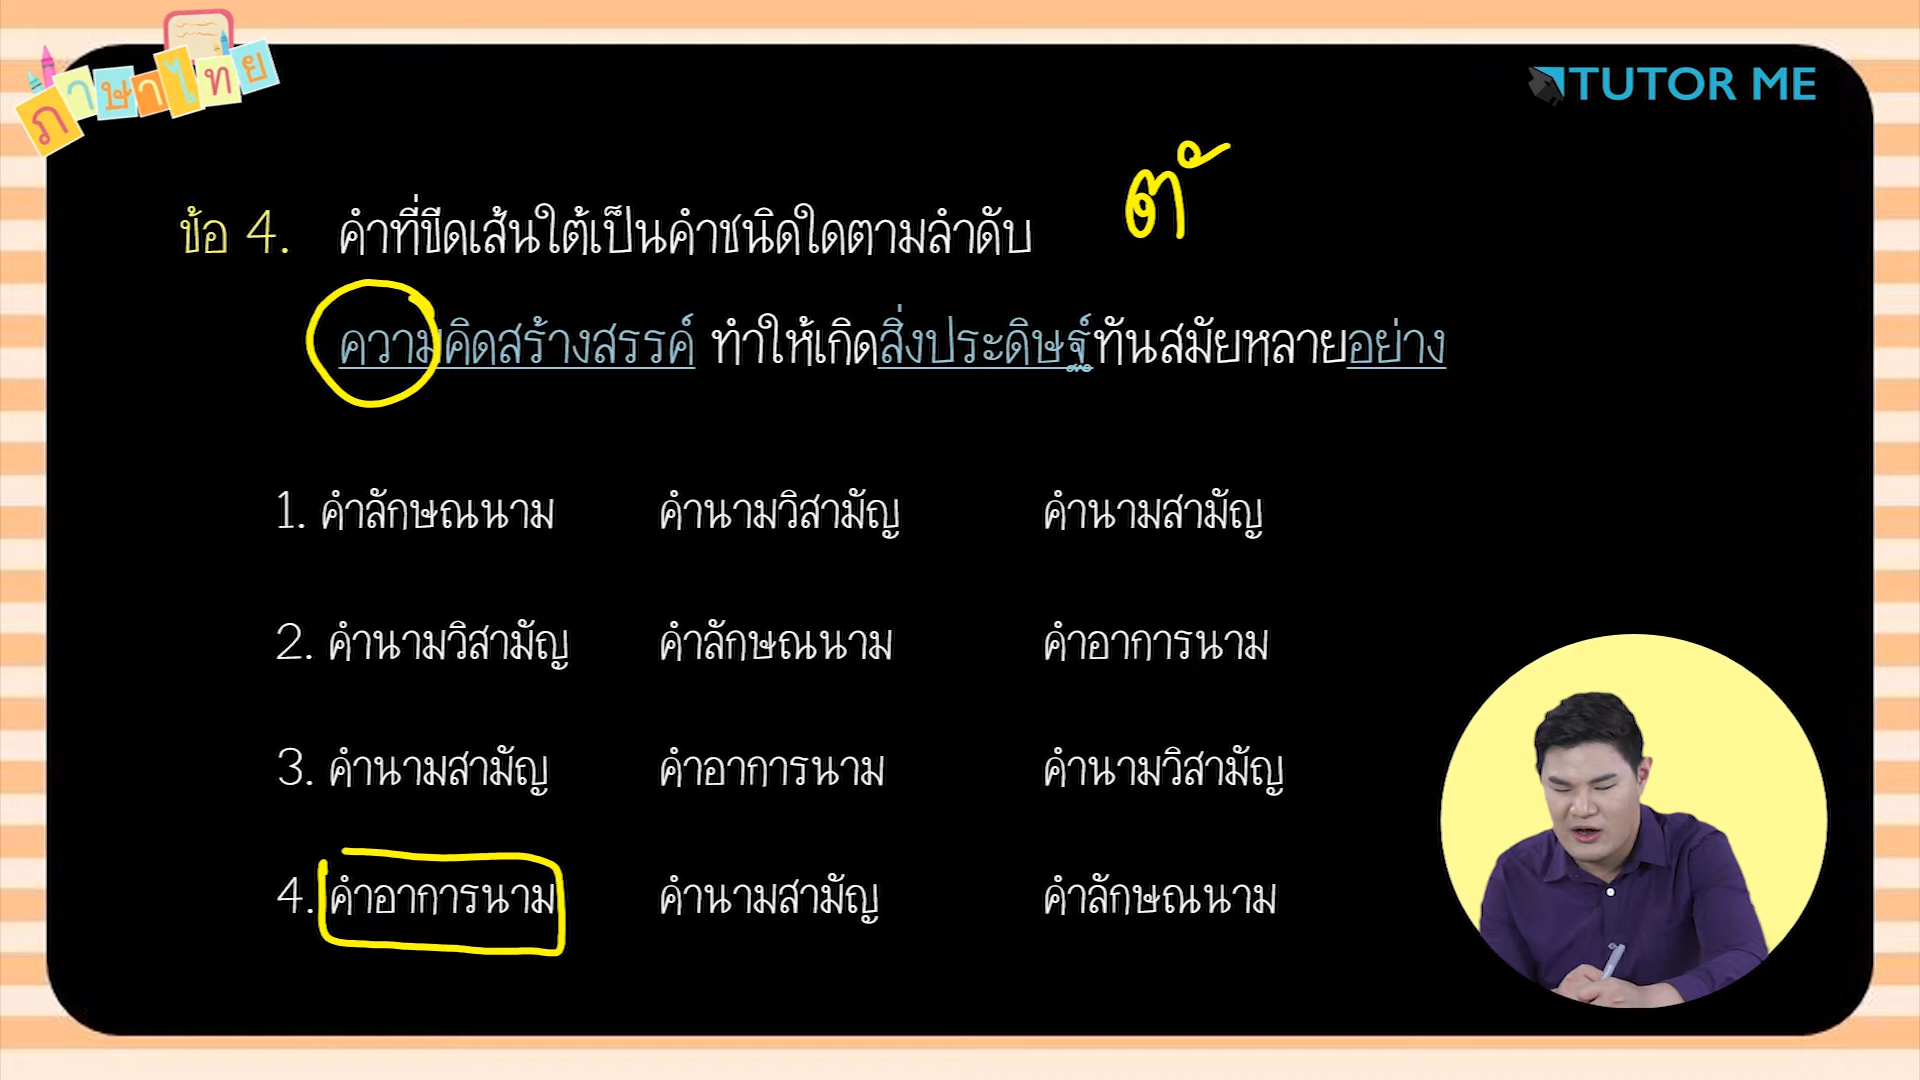 ภาษาไทย
TUTOR ME
ตั
ข้อ 4. คำที่ขีดเส้นใต้เป็นคำชนิดใดตามลำดับ
ความคิดสร้างสรรค์ ทำให้เกิดสิ่งประดิษฐ์ทันสมัยหลายอย่าง
1. คำลักษณนาม คำนามวิสามัญ คำนามสามัญ
2. คำนามวิสามัญ คำลักษณนาม คำอาการนาม
3. คำนามสามัญ คำอาการนาม คำนามวิสามัญ
4. คำอาการนาม คำนามสามัญ คำลักษณนาม